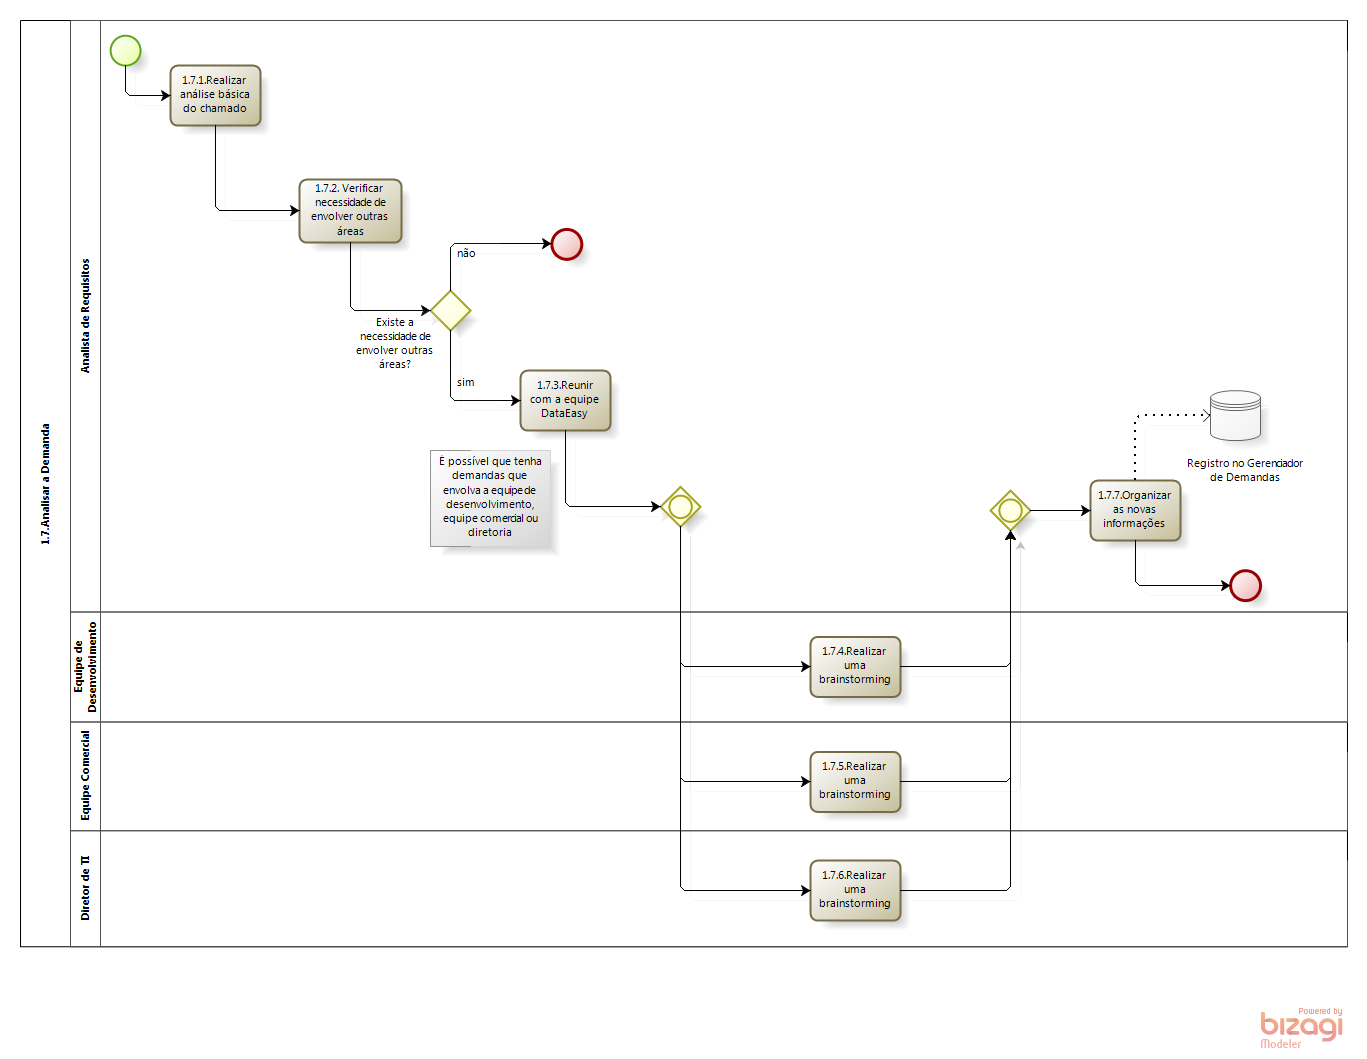 1.7.Analisar a Demanda
Analista de Requisitos
1.7.1.Realizar
análise básica
do chamado
1.7.2. Verificar
necessidade de
envolver outras
áreas
não
Existe a
necessidade de
envolver outras
áreas?
sim
1.7.3.Reunir
com a equipe
DataEasy
É possível que tenha
demandas que
envolva a equipe de
desenvolvimento,
equipe comercial ou
diretoria
Registro no Gerenciador
de Demandas
1.7.7.Organizar
as novas
informações
Equipe de
Desenvolvimento
1.7.4.Realizar
uma
brainstorming
Equipe Comercial
1.7.5.Realizar
uma
brainstorming
Diretor de TI
1.7.6.Realizar
uma
brainstorming
Powered by
bizagi
Modeler